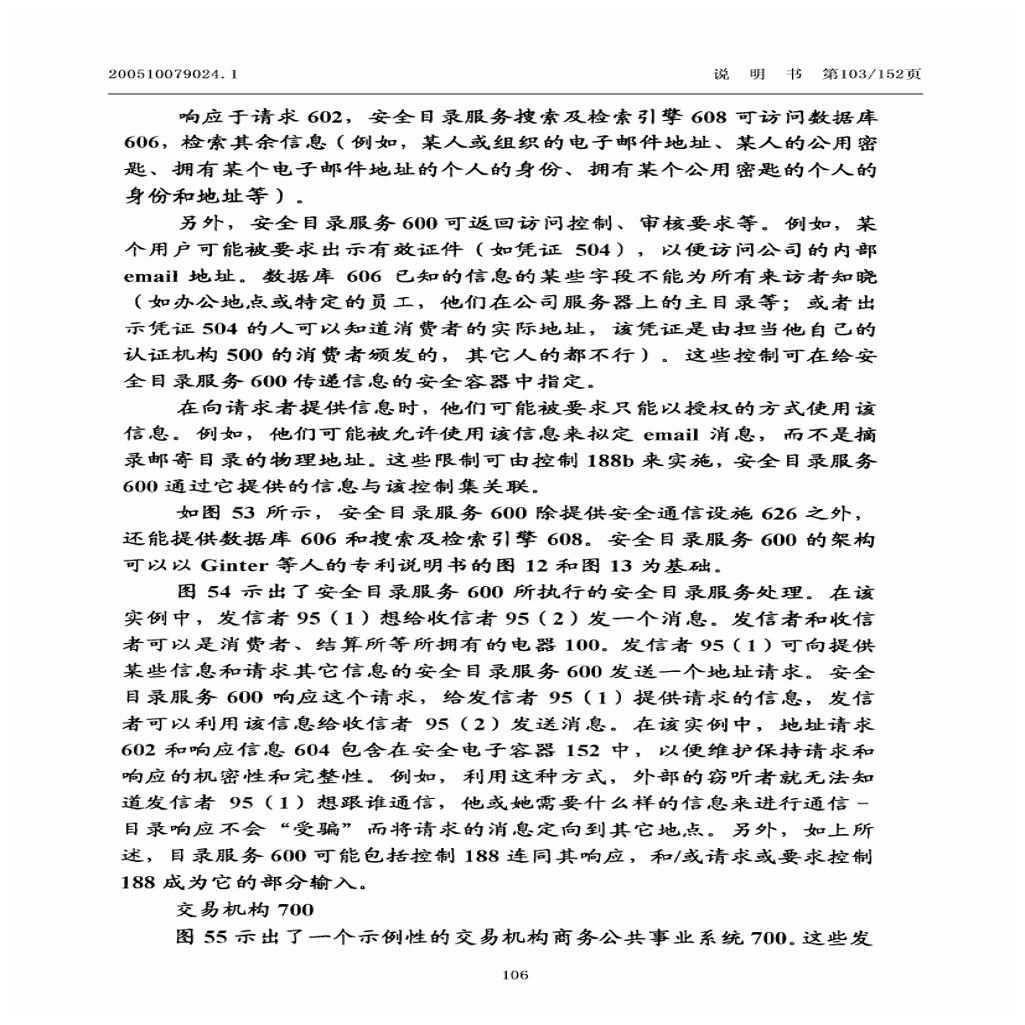 200510079024.1 说 明 书 第103/152页
响应于请求 602，安全目录服务搜索及检索引擎 608 可访问数据库
606，检索其余信息（例如，某人或组织的电子邮件地址、某人的公用密
匙、拥有某个电子邮件地址的个人的身份、拥有某个公用密匙的个人的
身份和地址等）。
另外，安全目录服务 600 可返回访问控制、审核要求等。例如，某
个用户可能被要求出示有效证件（如凭证 504），以便访问公司的内部
email 地址。数据库 606 已知的信息的某些字段不能为所有来访者知晓
（如办公地点或特定的员工，他们在公司服务器上的主目录等；或者出
示凭证 504 的人可以知道消费者的实际地址，该凭证是由担当他自己的
认证机构 500 的消费者颁发的，其它人的都不行）。这些控制可在给安
全目录服务 600 传递信息的安全容器中指定。
在向请求者提供信息时，他们可能被要求只能以授权的方式使用该
信息。例如，他们可能被允许使用该信息来拟定 email 消息，而不是摘
录邮寄目录的物理地址。这些限制可由控制 188b 来实施，安全目录服务
600 通过它提供的信息与该控制集关联。
如图 53 所示，安全目录服务 600 除提供安全通信设施 626 之外，
还能提供数据库 606 和搜索及检索引擎 608。安全目录服务 600 的架构
可以以 Ginter 等人的专利说明书的图 12 和图 13 为基础。
图 54 示出了安全目录服务 600 所执行的安全目录服务处理。在该
实例中，发信者 95（1）想给收信者 95（2）发一个消息。发信者和收信
者可以是消费者、结算所等所拥有的电器 100。发信者 95（1）可向提供
某些信息和请求其它信息的安全目录服务 600 发送一个地址请求。安全
目录服务 600 响应这个请求，给发信者 95（1）提供请求的信息，发信
者可以利用该信息给收信者 95（2）发送消息。在该实例中，地址请求
602 和响应信息 604 包含在安全电子容器 152 中，以便维护保持请求和
响应的机密性和完整性。例如，利用这种方式，外部的窃听者就无法知
道发信者 95（1）想跟谁通信，他或她需要什么样的信息来进行通信－
目录响应不会“受骗”而将请求的消息定向到其它地点。另外，如上所
述，目录服务 600 可能包括控制 188 连同其响应，和/或请求或要求控制
188 成为它的部分输入。
交易机构 700
图 55 示出了一个示例性的交易机构商务公共事业系统 700。这些发
106